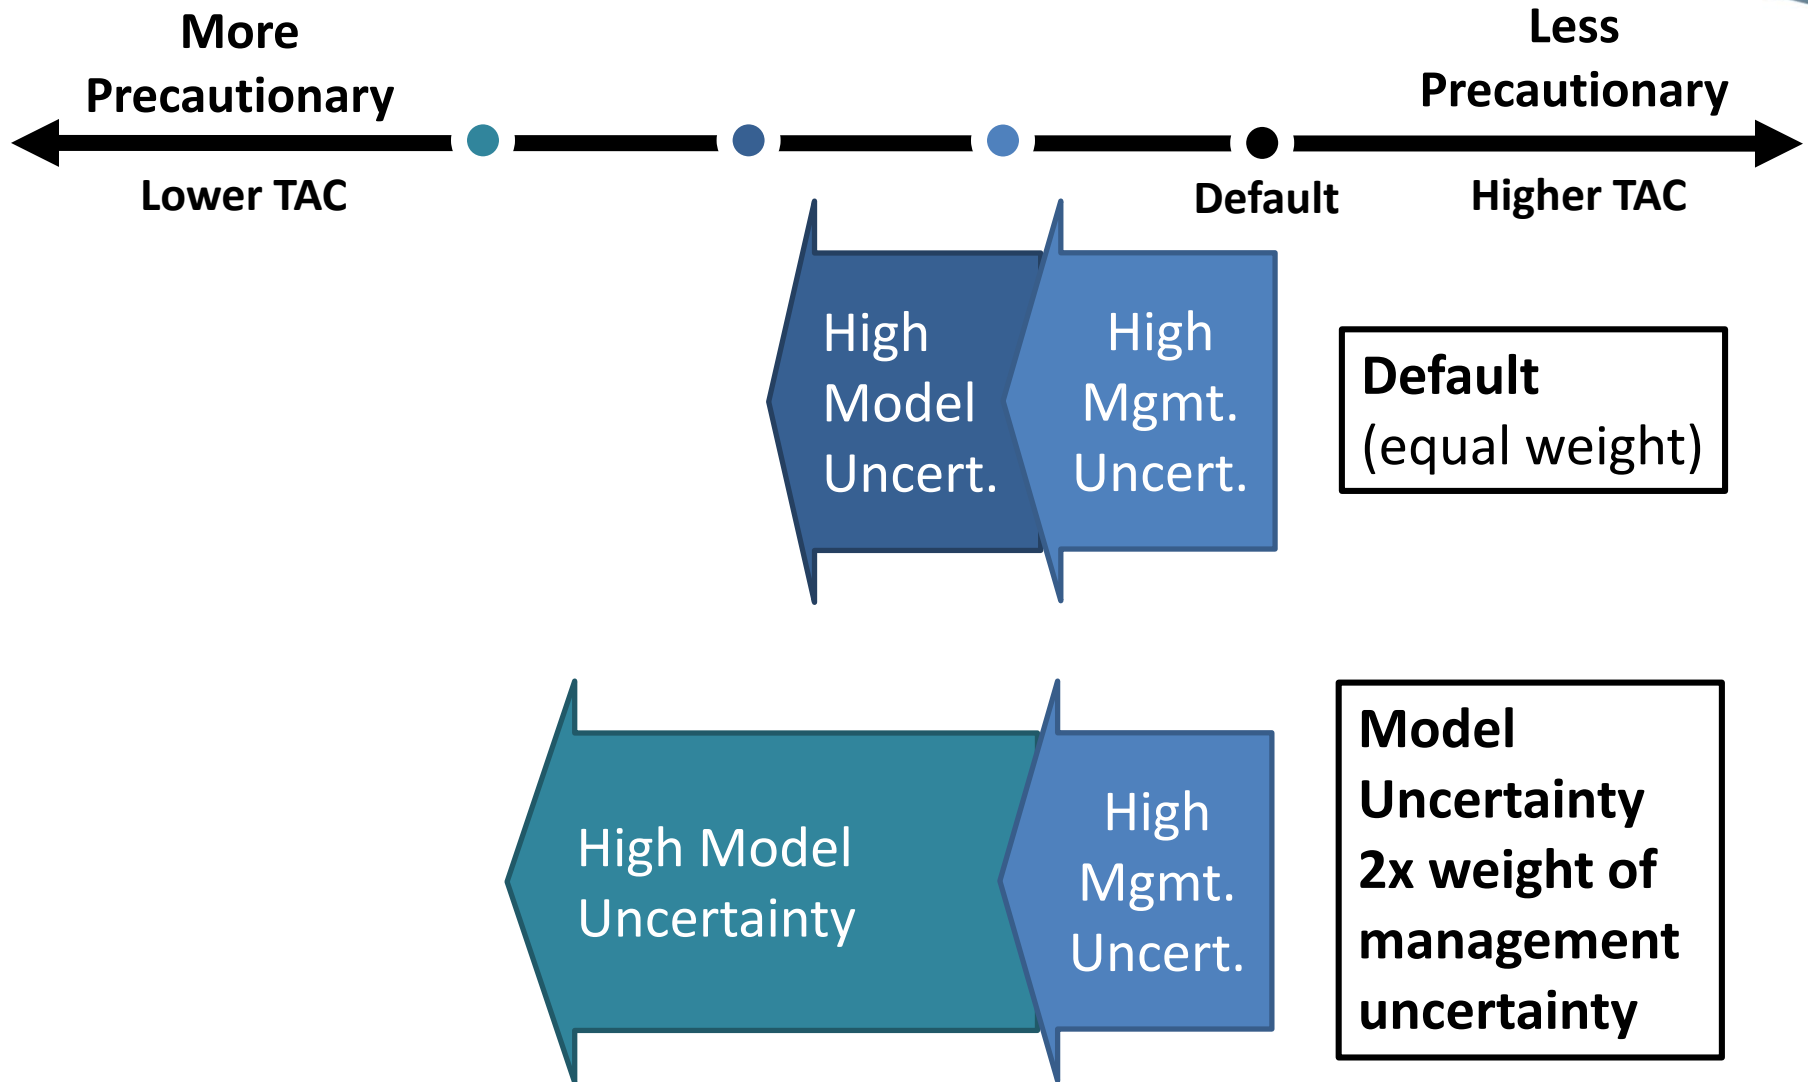 More
Precautionary
Less
Precautionary
Lower TAC
Default
Higher TAC
High
Model
Uncert.
High
Mgmt.
Uncert.
Default
(equal weight)
High Model
Uncertainty
High
Mgmt.
Uncert.
Model
Uncertainty
2x weight of
management
uncertainty